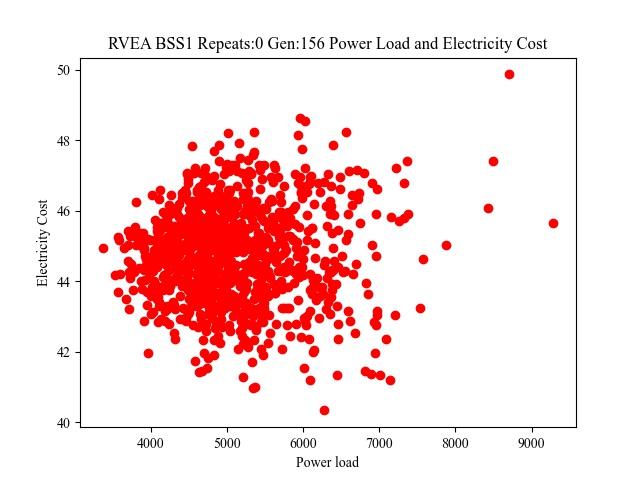 RVEA BSS1 Repeats:0 Gen:156 Power Load and Electricity Cost
50
48
46
44
42
40
Electricity Cost
4000 5000 6000 7000 8000 9000
Power load